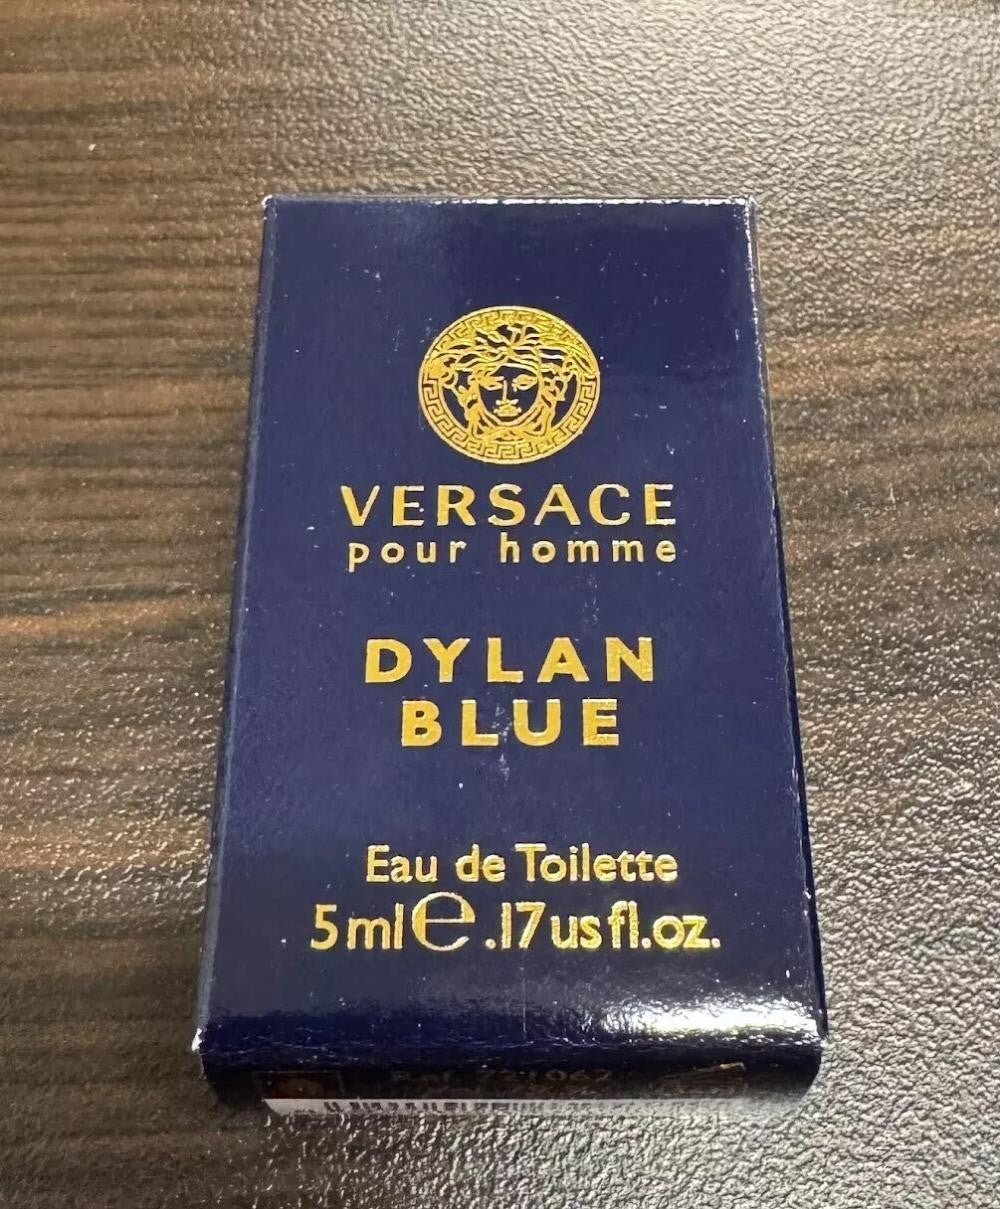 VERSACE
pour homme
DYLAN
BLUE
Eau de Toilette
5ml e .17 us fl.oz.